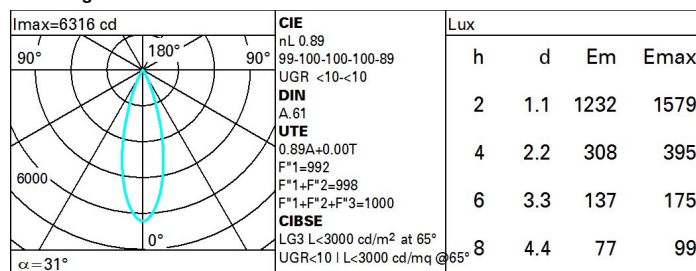 Imax=6316 cd
90°
180°
90°
6000
0°
α=31°
CIE
nL 0.89
99-100-100-100-89
UGR <10-<10
DIN
A.61
UTE
0.89A+0.00T
F"1=992
F"1+F"2=998
F"1+F"2+F"3=1000
CIBSE
LG3 L<3000 cd/m² at 65°
UGR<10 | L<3000 cd/mq @65°
Lux
h d Em Emax
2 1.1 1232 1579
4 2.2 308 395
6 3.3 137 175
8 4.4 77 99